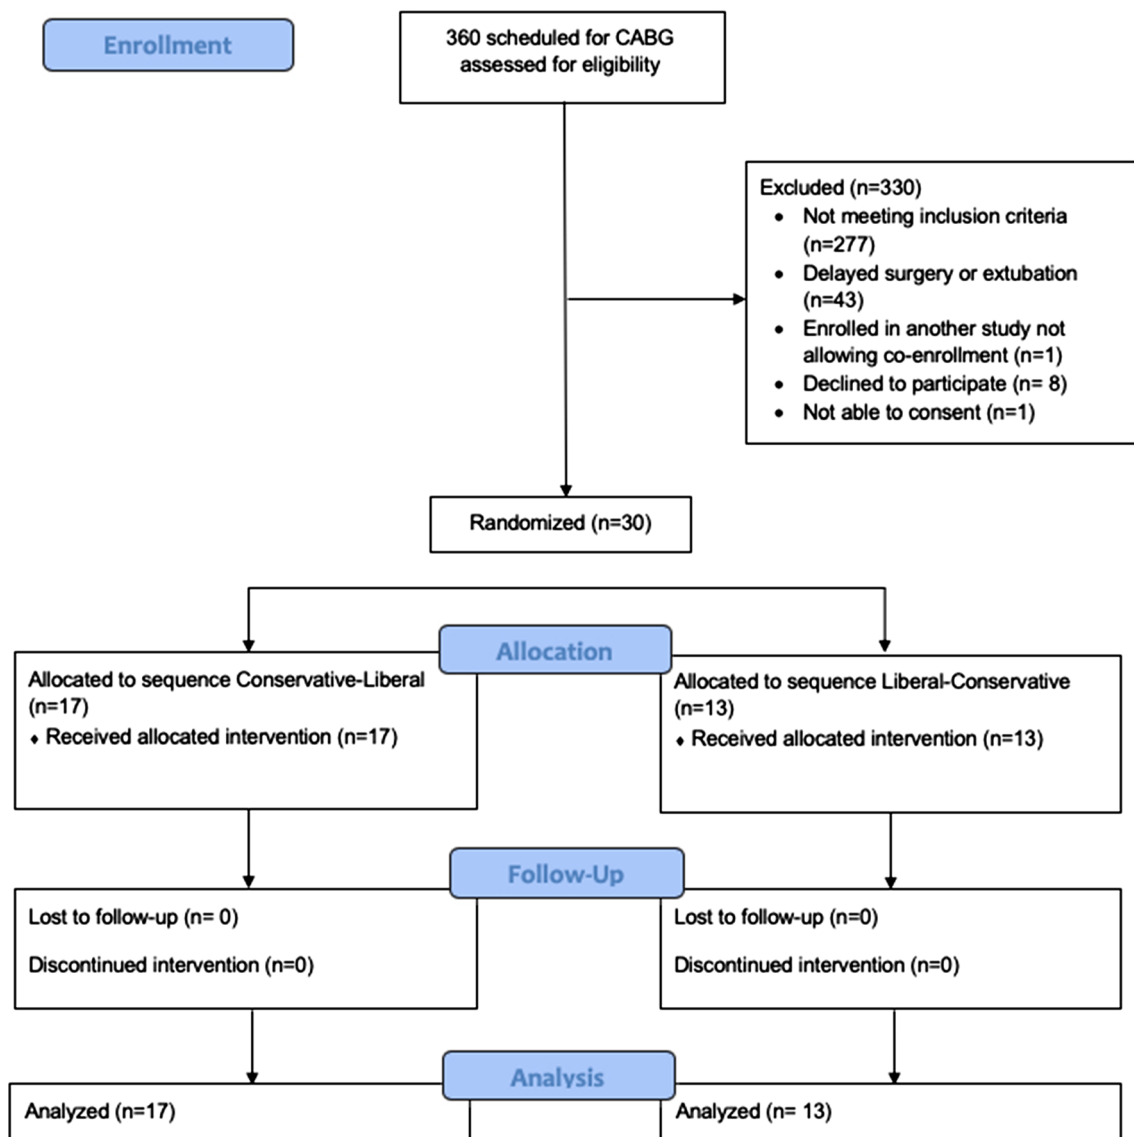 Enrollment
360 scheduled for CABG
assessed for eligibility
Excluded (n=330)
• Not meeting inclusion criteria
(n=277)
• Delayed surgery or extubation
(n=43)
• Enrolled in another study not
allowing co-enrollment (n=1)
• Declined to participate (n= 8)
• Not able to consent (n=1)
Randomized (n=30)
Allocation
Allocated to sequence Conservative-Liberal
(n=17)
♦ Received allocated intervention (n=17)
Allocated to sequence Liberal-Conservative
(n=13)
♦ Received allocated intervention (n=13)
Follow-Up
Lost to follow-up (n= 0)
Discontinued intervention (n=0)
Lost to follow-up (n=0)
Discontinued intervention (n=0)
Analysis
Analyzed (n=17)
Analyzed (n= 13)